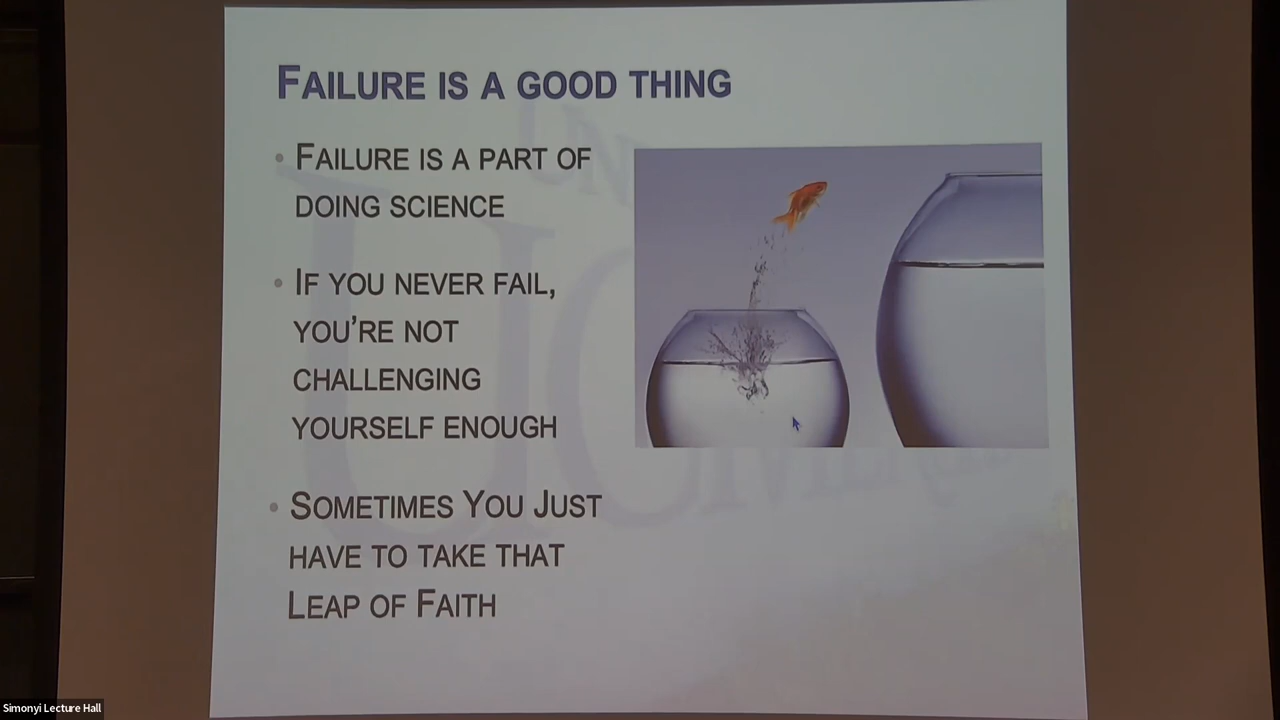 FAILURE IS A GOOD THING
• FAILURE IS A PART OF
DOING SCIENCE
• IF YOU NEVER FAIL,
YOU'RE NOT
CHALLENGING
YOURSELF ENOUGH
• SOMETIMES YOU JUST
HAVE TO TAKE THAT
LEAP OF FAITH
Simonyi Lecture Hall